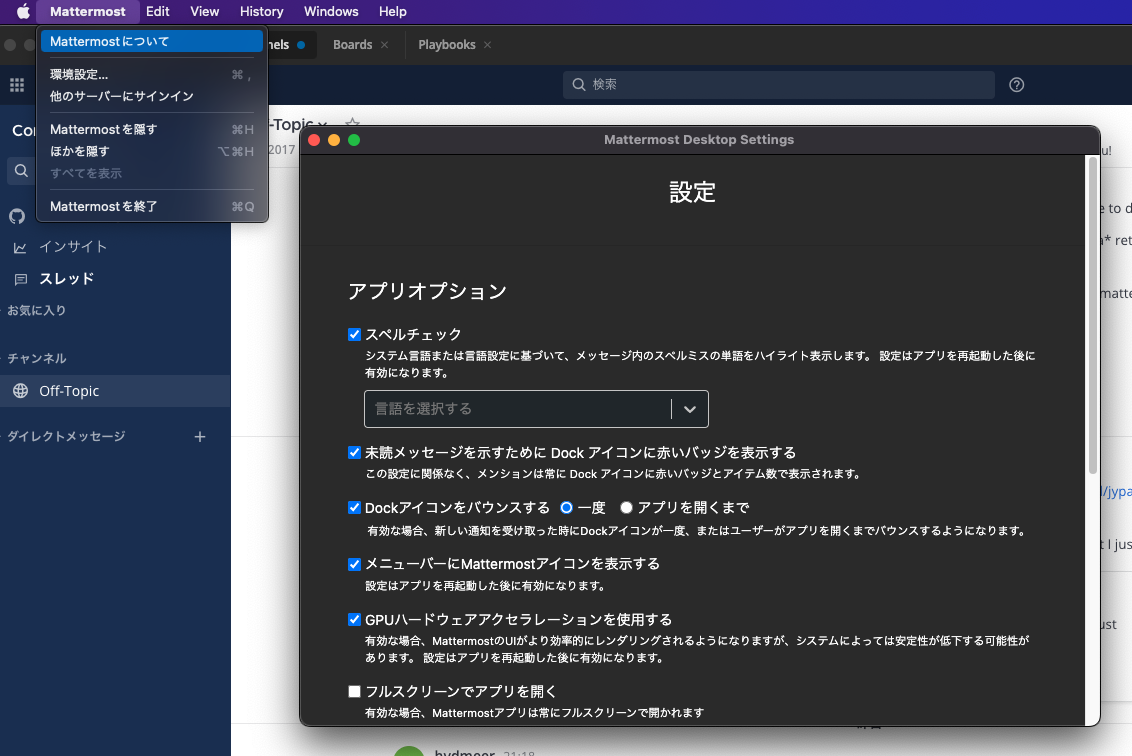 Mattermost Edit View History Windows Help
Mattermostについて
nels Boards Playbooks
環境設定... ⌘ ,
他のサーバーにサインイン
検索
Mattermostを隠す ⌘H
ほかを隠す ⌥⌘H
すべてを表示
Mattermostを終了 ⌘Q
Co
-Topic
2017
インサイト
スレッド
お気に入り
チャンネル
Off-Topic
ダイレクトメッセージ +
Mattermost Desktop Settings
設定
アプリオプション
スペルチェック
システム言語または言語設定に基づいて、メッセージ内のスペルミスの単語をハイライト表示します。 設定はアプリを再起動した後に
有効になります。
言語を選択する
未読メッセージを示すために Dock アイコンに赤いバッジを表示する
この設定に関係なく、メンションは常に Dock アイコンに赤いバッジとアイテム数で表示されます。
Dockアイコンをバウンスする 一度 アプリを開くまで
有効な場合、新しい通知を受け取った時にDockアイコンが一度、またはユーザーがアプリを開くまでバウンスするようになります。
メニューバーにMattermostアイコンを表示する
設定はアプリを再起動した後に有効になります。
GPUハードウェアアクセラレーションを使用する
有効な場合、MattermostのUIがより効率的にレンダリングされるようになりますが、システムによっては安定性が低下する可能性が
あります。 設定はアプリを再起動した後に有効になります。
フルスクリーンでアプリを開く
有効な場合、Mattermostアプリは常にフルスクリーンで開かれます
u!
e to d
a* ret
matte
l/jypa
t I jus
ust
hydmoor 21:18